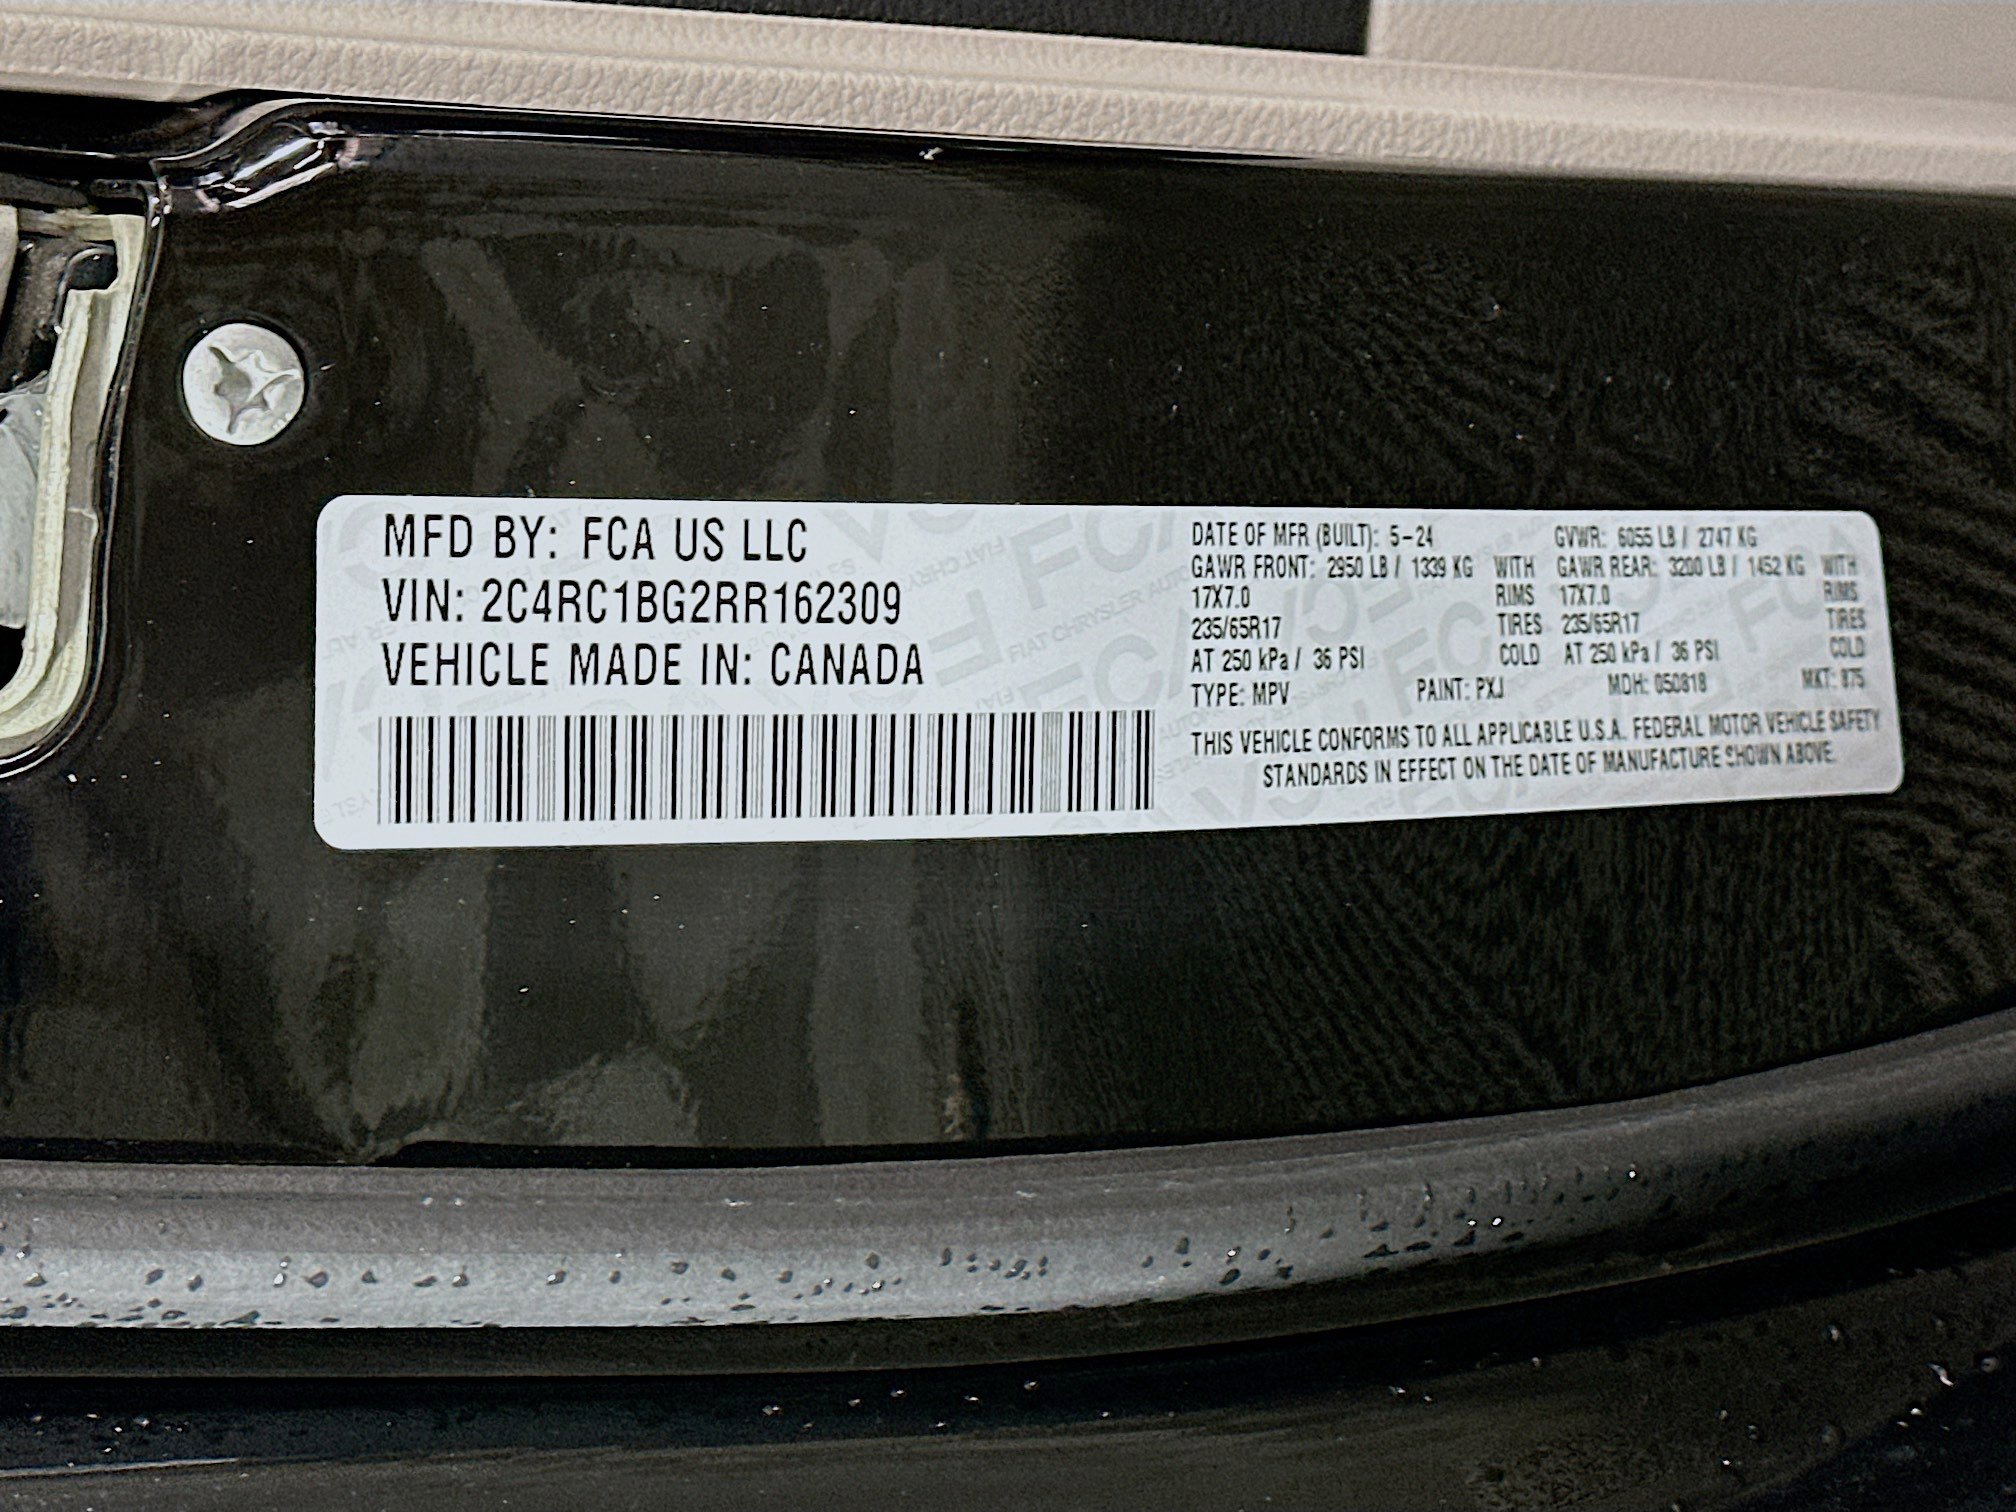 MFD BY: FCA US LLC
VIN: 2C4RC1BG2RR162309
VEHICLE MADE IN: CANADA
DATE OF MFR (BUILT): 5-24 GVWR: 6055 LB / 2747 KG
GAWR FRONT: 2950 LB / 1339 KG WITH GAWR REAR: 3200 LB / 1452 KG WITH
17X7.0 RIMS 17X7.0 RIMS
235/65R17 TIRES 235/65R17 TIRES
AT 250 kPa / 36 PSI COLD AT 250 kPa / 36 PSI COLD
TYPE: MPV PAINT: PXJ MDH: 050818 MKT: 875
THIS VEHICLE CONFORMS TO ALL APPLICABLE U.S.A. FEDERAL MOTOR VEHICLE SAFETY
STANDARDS IN EFFECT ON THE DATE OF MANUFACTURE SHOWN ABOVE.